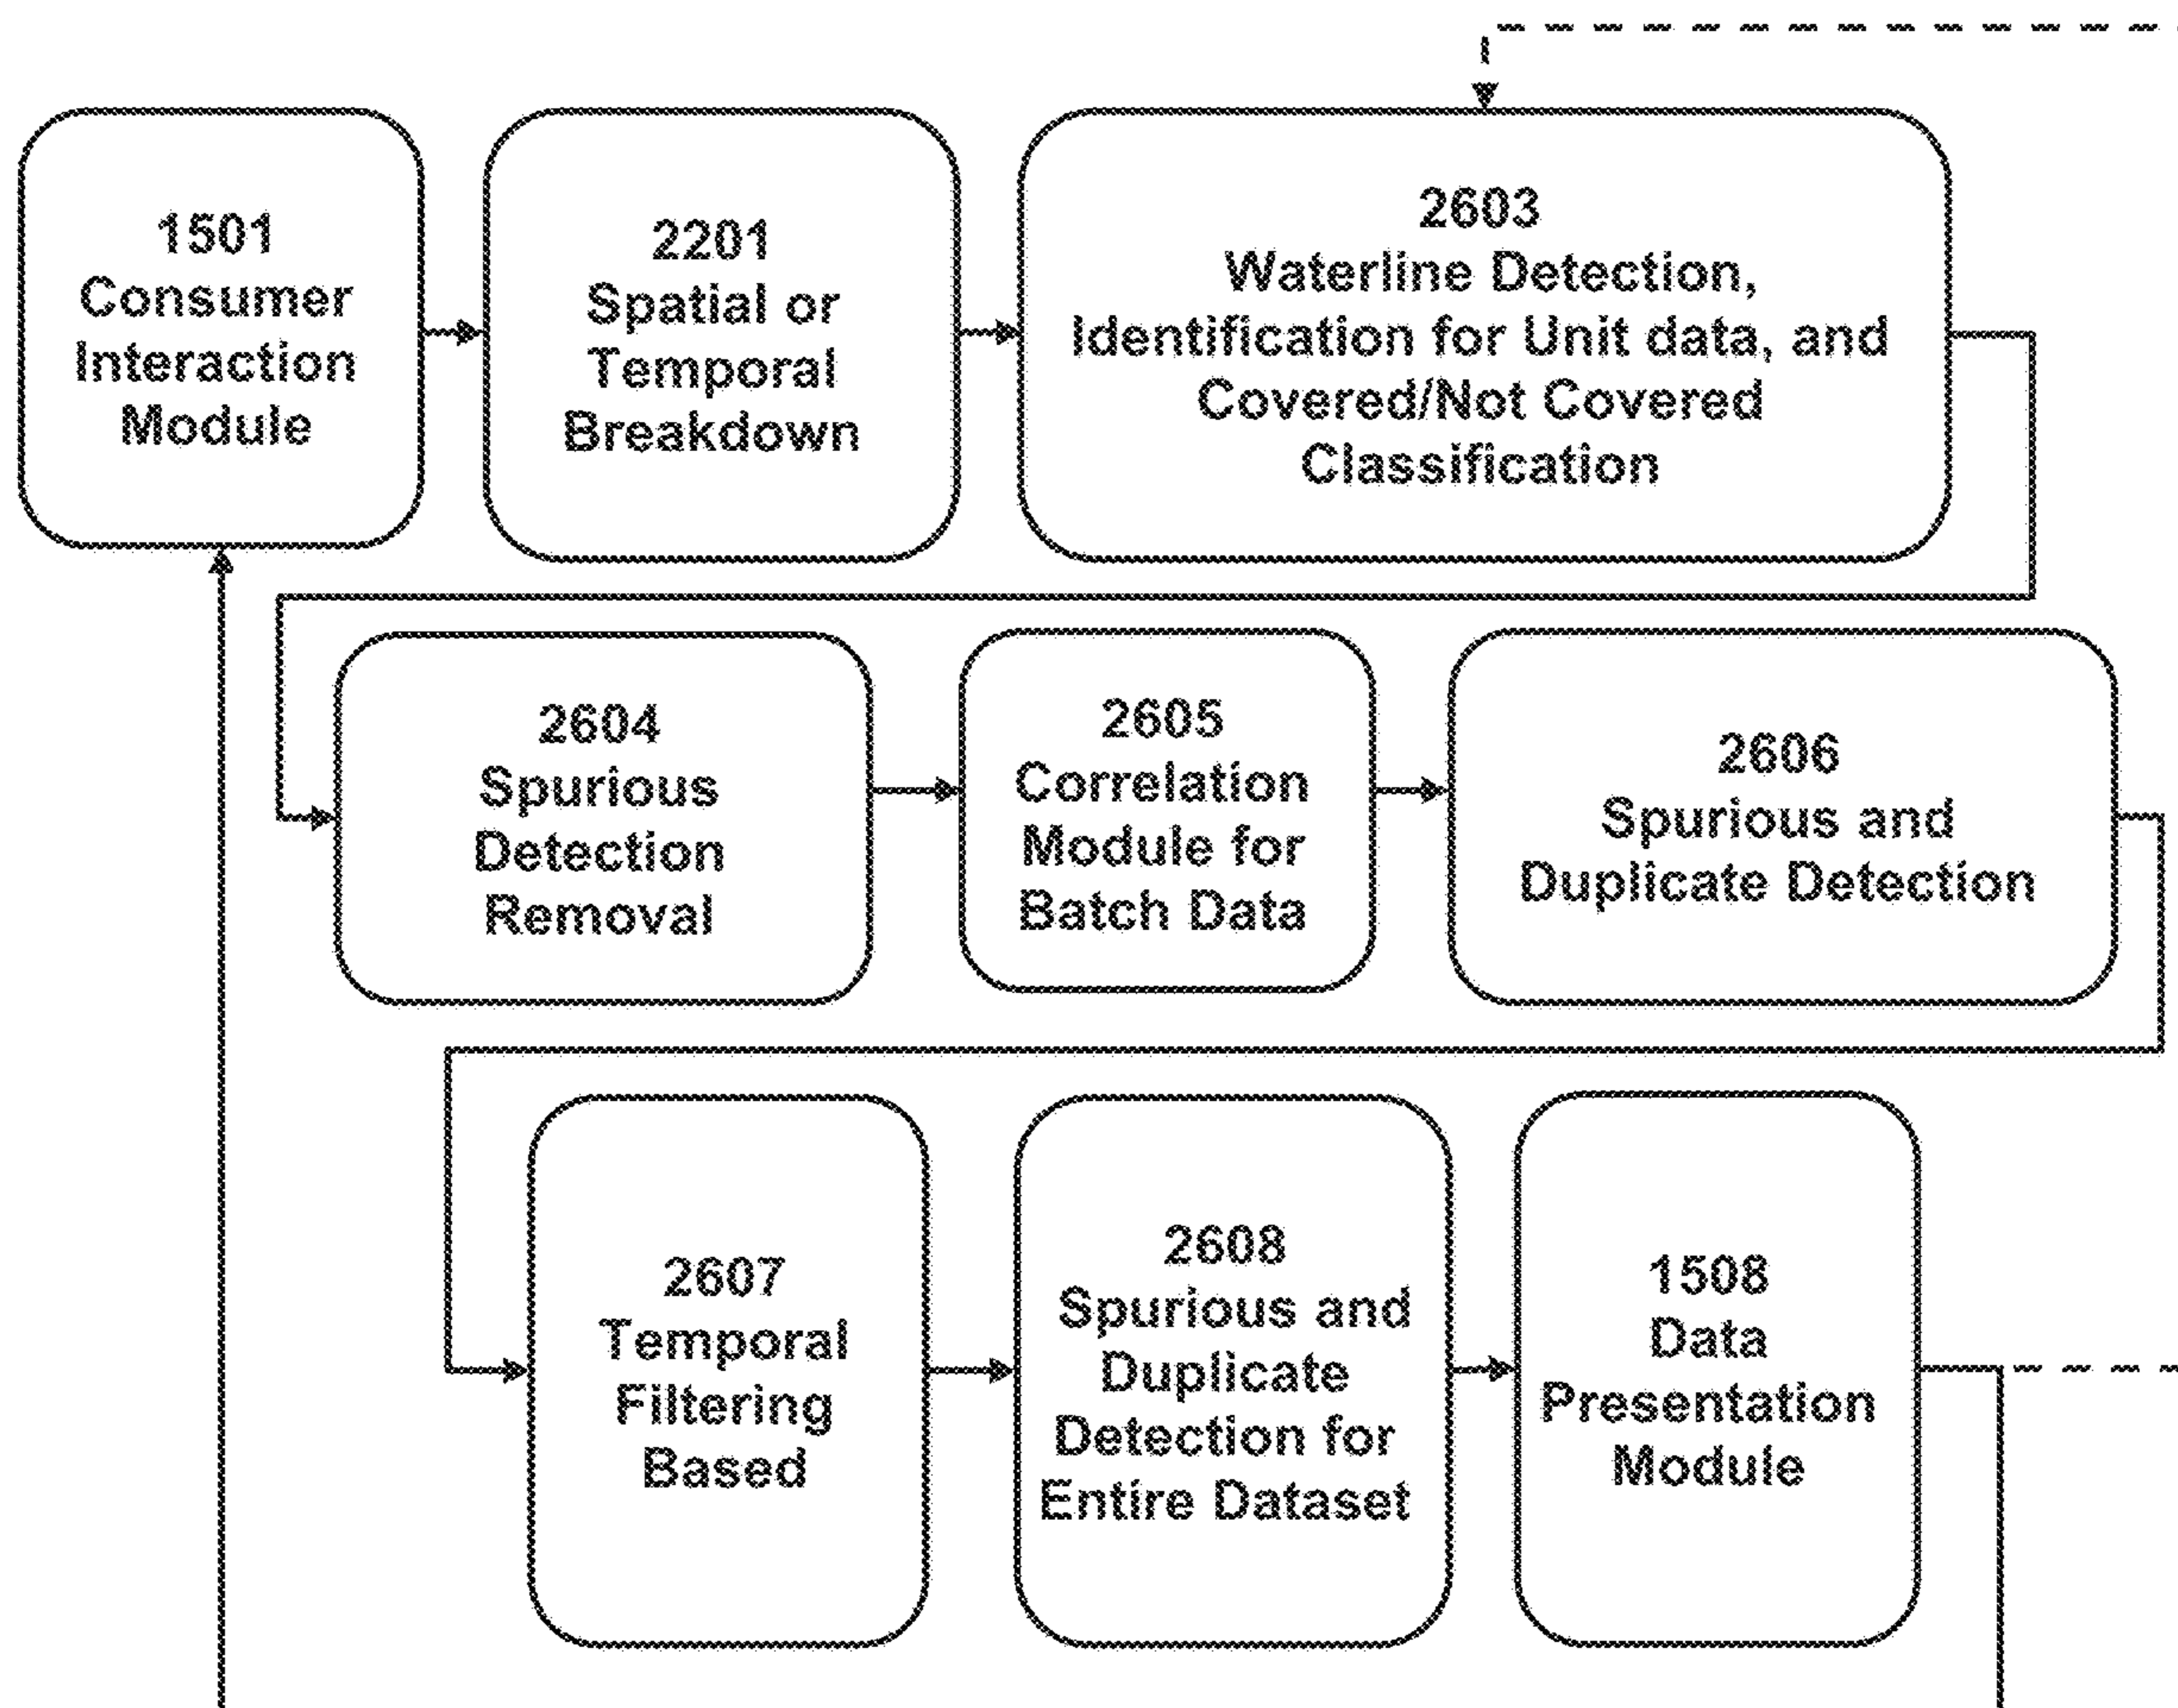 1501
Consumer
Interaction
Module
2201
Spatial or
Temporal
Breakdown
2603
Waterline Detection,
Identification for Unit data, and
Covered/Not Covered
Classification
2604
Spurious
Detection
Removal
2605
Correlation
Module for
Batch Data
2606
Spurious and
Duplicate Detection
2607
Temporal
Filtering
Based
2608
Spurious and
Duplicate
Detection for
Entire Dataset
1508
Data
Presentation
Module